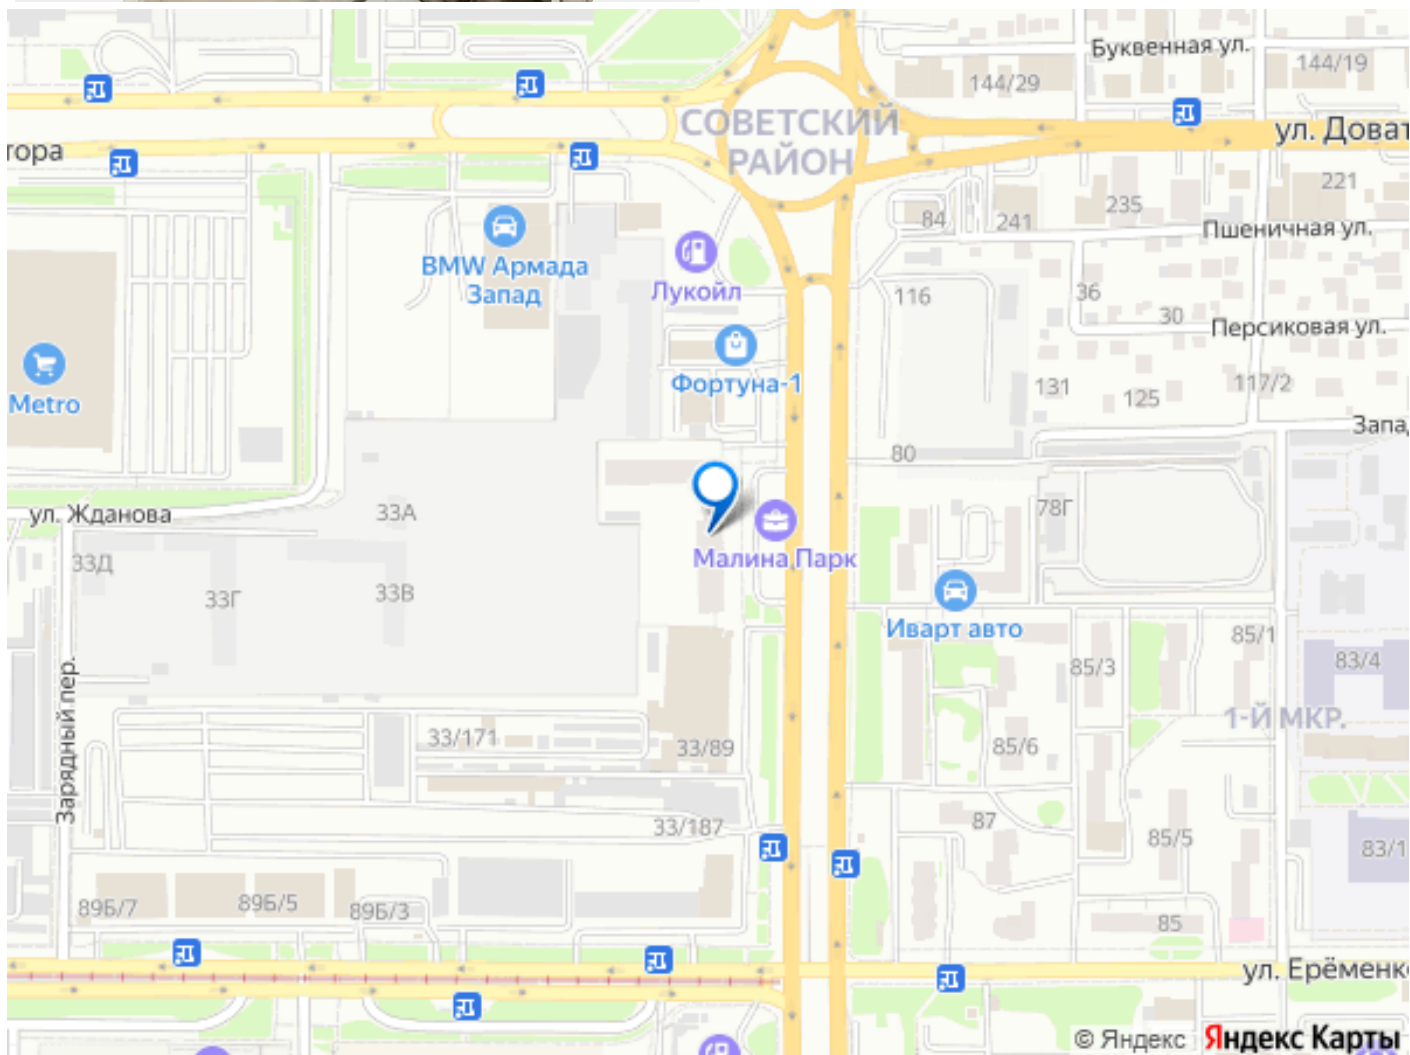 Буквенная ул.
144/19
144/29
СОВЕТСКИЙ
РАЙОН
ул. Доват
тора
221
235
84
241
Пшеничная ул.
BMW Армада
Запад
Лукойл
116
36
30
Персиковая ул.
Фортуна-1
Metro
131
125
117/2
Запад
80
ул. Жданова
33А
78Г
Малина Парк
33Д
33Г
33В
Иварт авто
85/1
85/3
83/4
Зарядный пер.
1-Й МКР.
33/171
33/89
85/6
33/187
87
85/5
83/1
89Б/7
89Б/5
89Б/3
85
ул. Ерёменко
© Яндекс Яндекс Карты